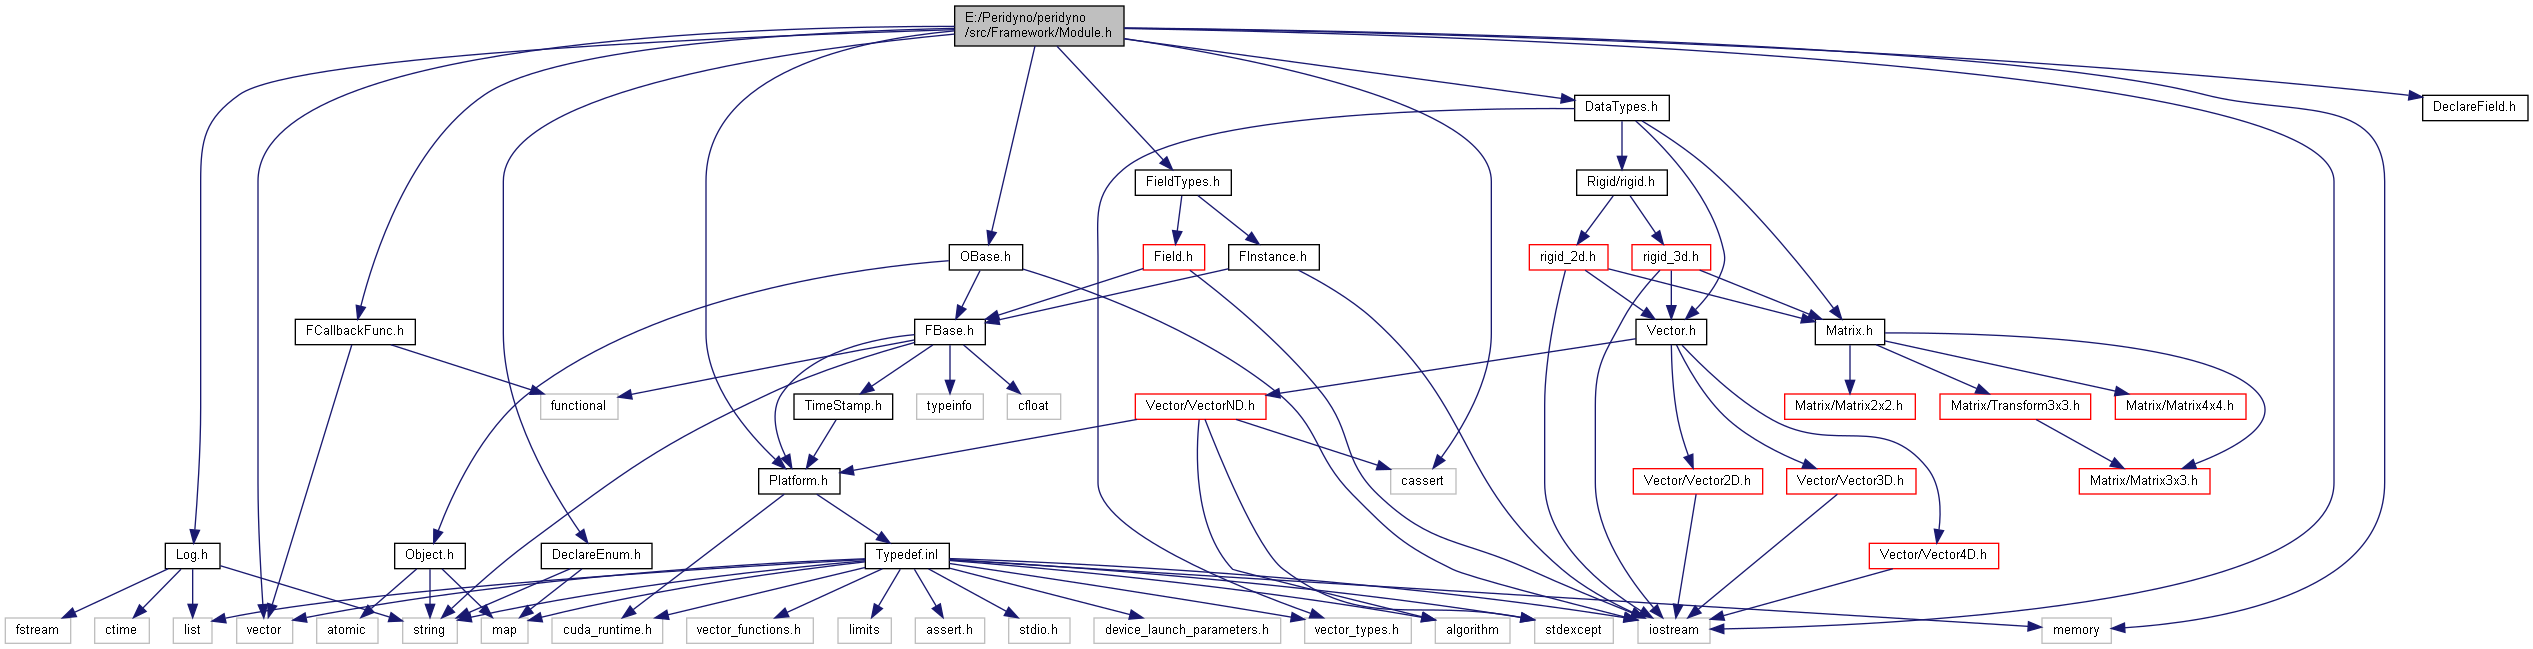 E:/Peridyno/peridyno
/src/Framework/Module.h
DataTypes.h
DeclareField.h
FieldTypes.h
Rigid/rigid.h
OBase.h
Field.h
FInstance.h
rigid_2d.h
rigid_3d.h
FCallbackFunc.h
FBase.h
Vector.h
Matrix.h
functional
TimeStamp.h
typeinfo
cfloat
Vector/VectorND.h
Matrix/Matrix2x2.h
Matrix/Transform3x3.h
Matrix/Matrix4x4.h
Platform.h
cassert
Vector/Vector2D.h
Vector/Vector3D.h
Matrix/Matrix3x3.h
Log.h
Object.h
DeclareEnum.h
Typedef.inl
Vector/Vector4D.h
fstream
ctime
list
vector
atomic
string
map
cuda_runtime.h
vector_functions.h
limits
assert.h
stdio.h
device_launch_parameters.h
vector_types.h
algorithm
stdexcept
iostream
memory